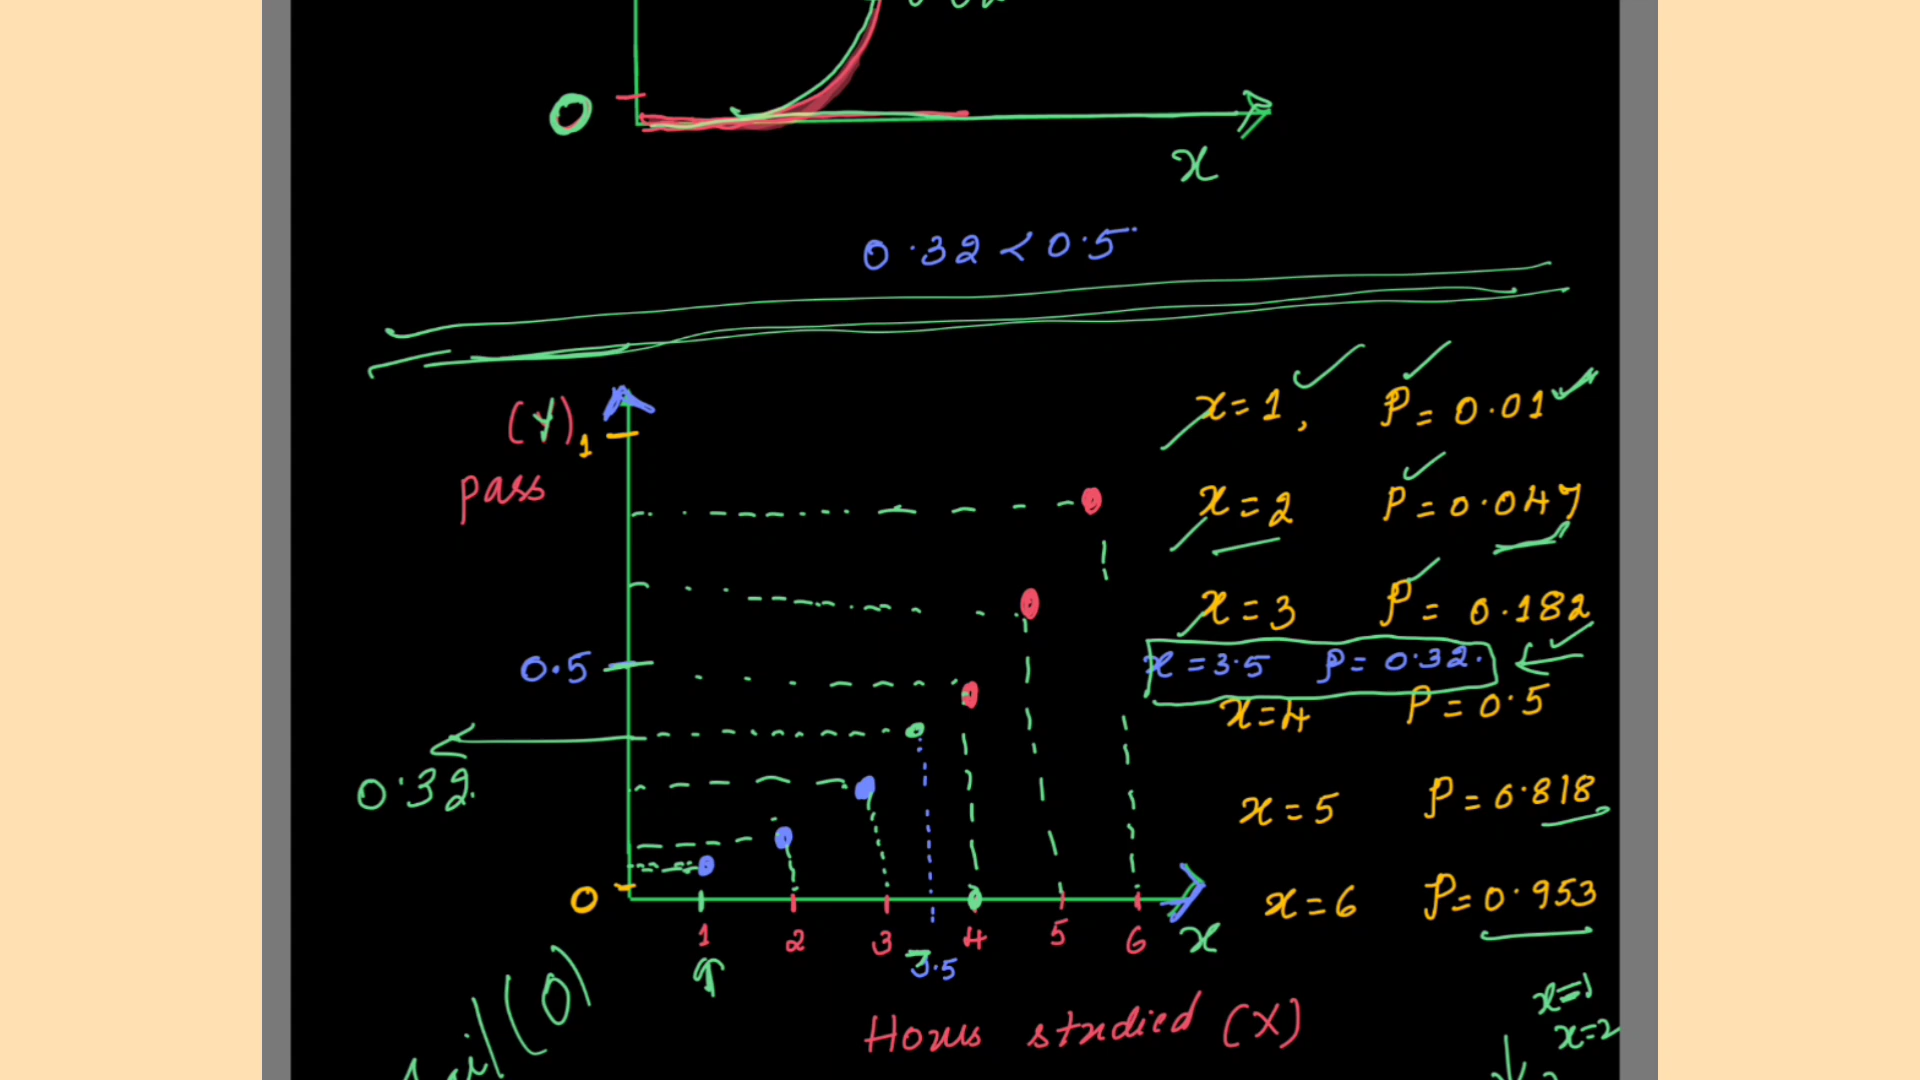 0
x
0.32 < 0.5
(Y) 1
pass
x=1, P=0.01
x=2 P=0.047
x=3 P=0.182
0.5
x=3.5 P=0.32.
x=4 P=0.5
0.32.
x=5 P=0.818
x=6 P=0.953
0
1 2 3 3.5 4 5 6 x
fail (0)
Hours studied (X)
x=1
x=2